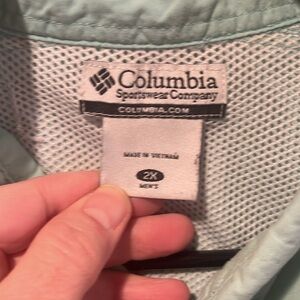 Columbia
Sportswear Company
COLUMBIA.COM
MADE IN VIETNAM
2X
MEN'S